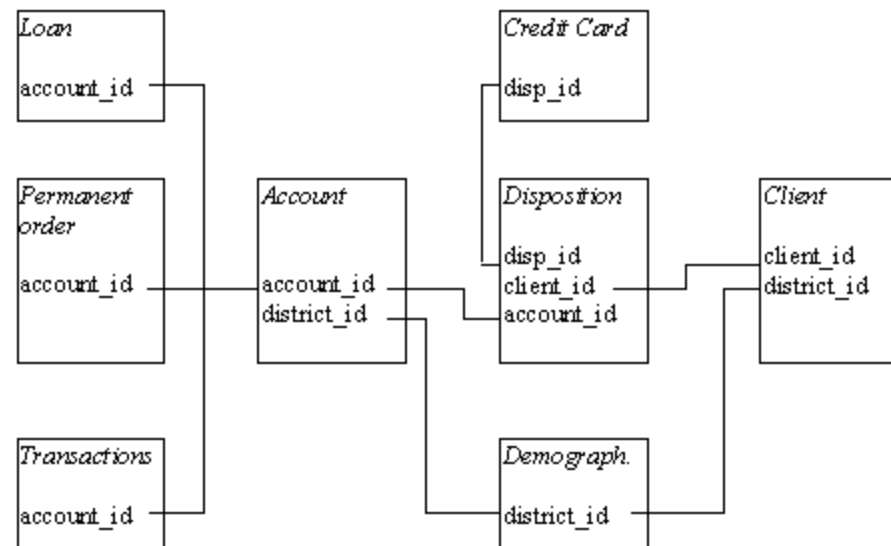 Loan
account_id
Credit Card
disp_id
Permanent
order
account_id
Account
account_id
district_id
Disposition
disp_id
client_id
account_id
Client
client_id
district_id
Transactions
account_id
Demograph.
district_id